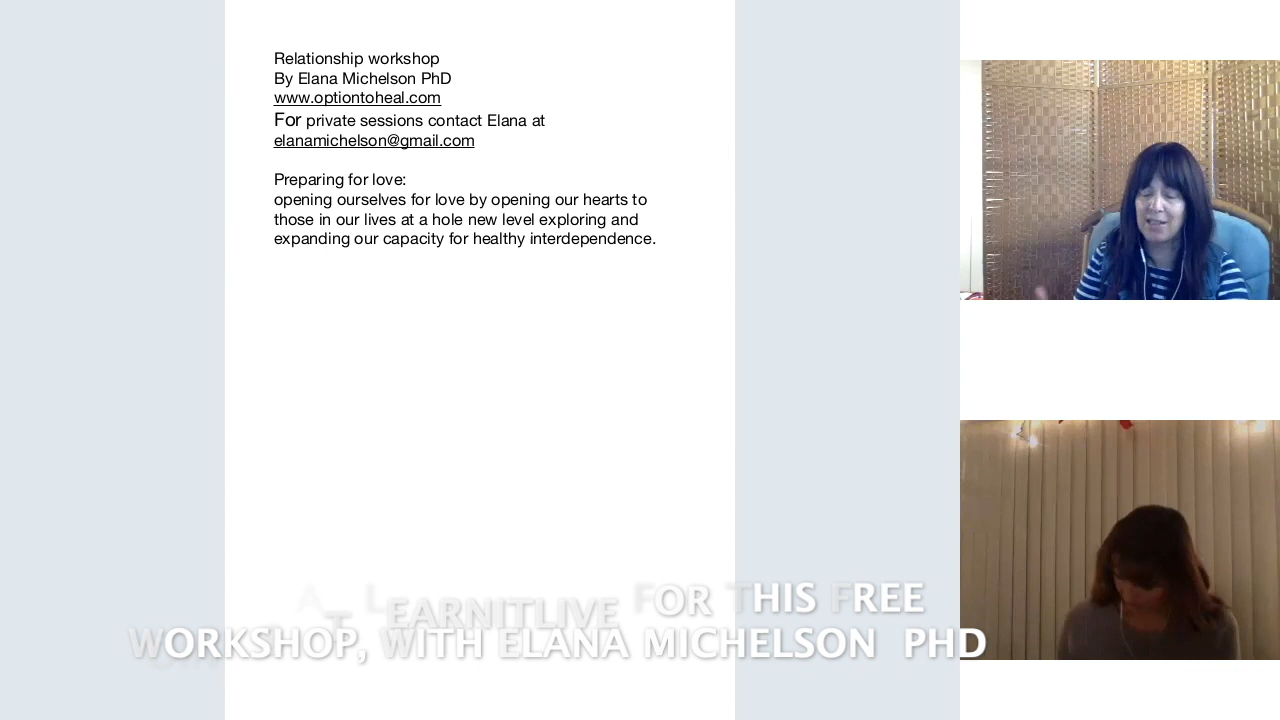 Relationship workshop
By Elana Michelson PhD
www.optiontoheal.com
For private sessions contact Elana at
elanamichelson@gmail.com
Preparing for love:
opening ourselves for love by opening our hearts to
those in our lives at a hole new level exploring and
expanding our capacity for healthy interdependence.
LEARNITLIVE FOR THIS FREE
WORKSHOP, WITH ELANA MICHELSON PHD